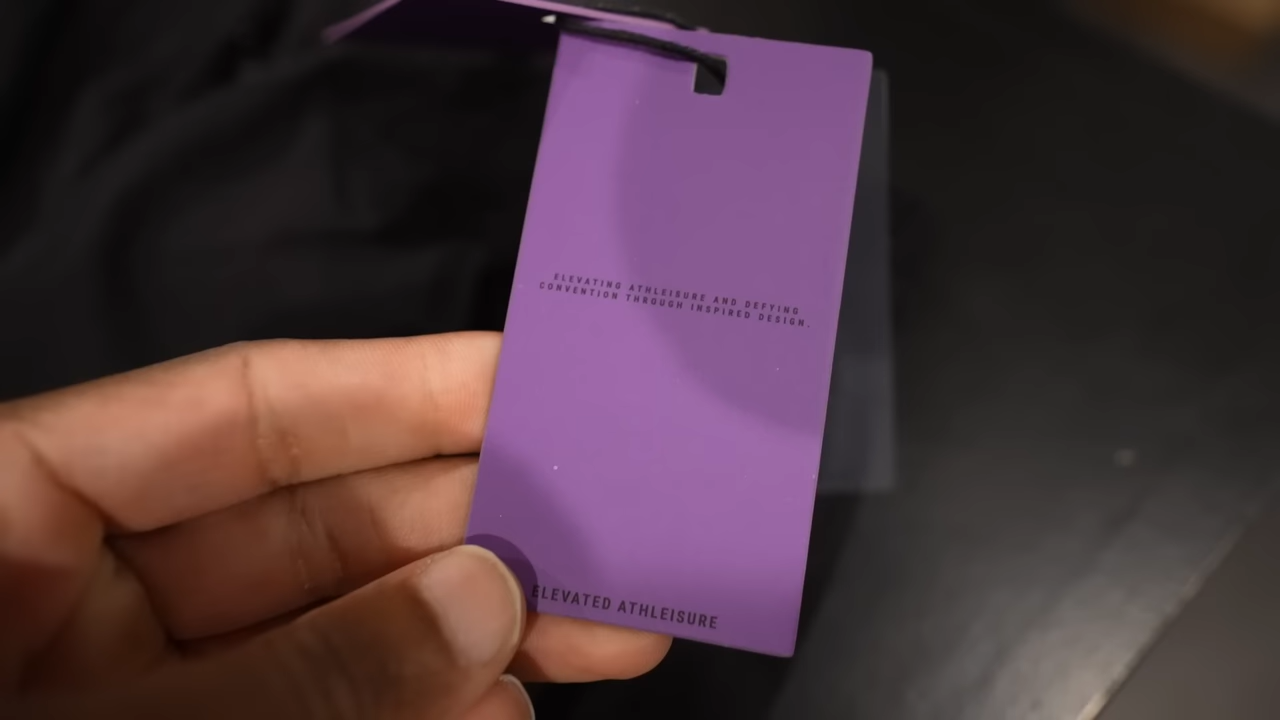 ELEVATING ATHLEISURE AND DEFYING
CONVENTION THROUGH INSPIRED DESIGN.
ELEVATED ATHLEISURE